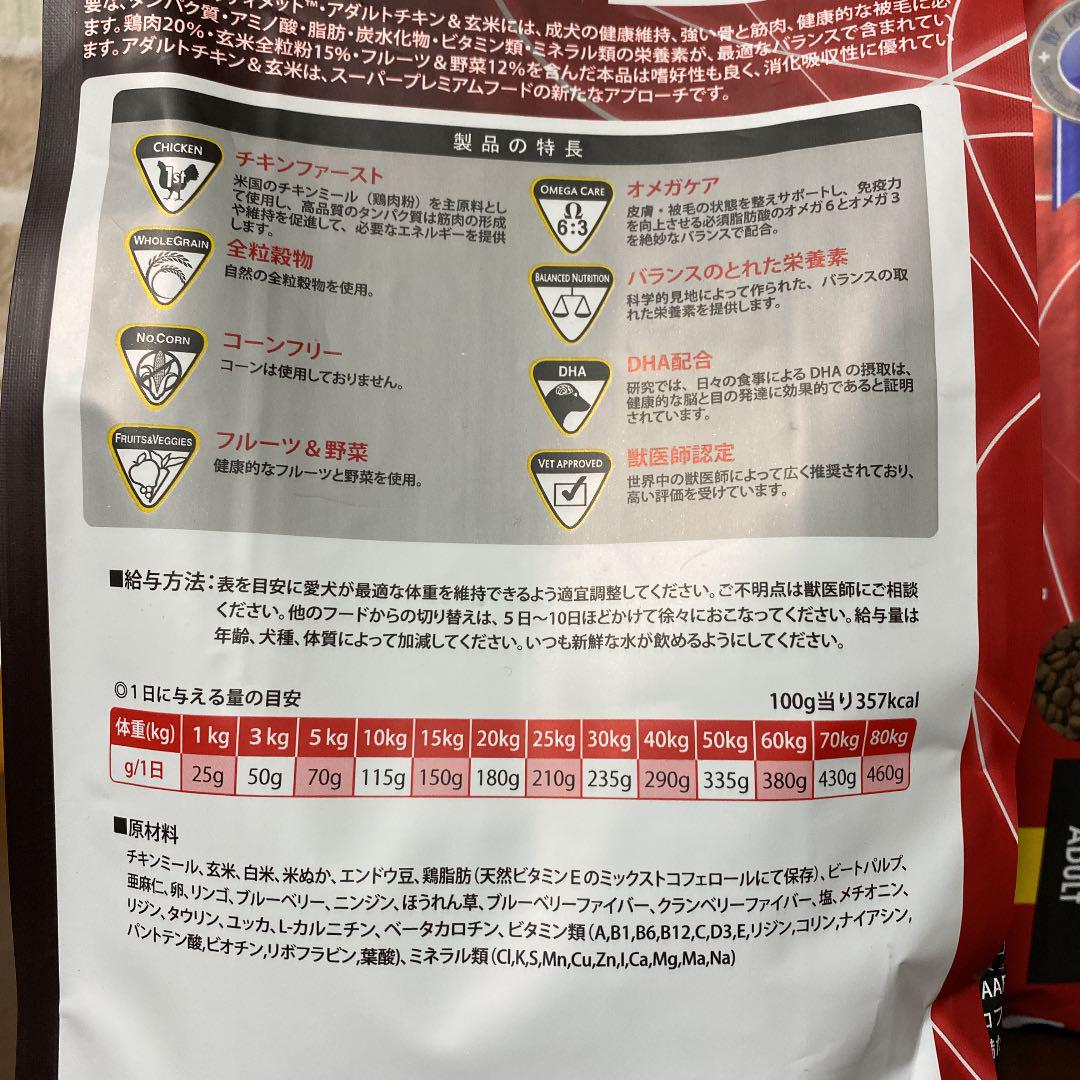 要な、タンパク質・アミノ酸・脂肪・炭水化物・ビタミン類・ミネラル類の栄養素が、最適なバランスで含まれてい
アルティメット™・アダルトチキン＆玄米には、成犬の健康維持、強い骨と筋肉、健康的な被毛に必
ます。鶏肉20%・玄米全粒粉15%・フルーツ＆野菜12%を含んだ本品は嗜好性も良く、消化吸収性に優れてい
ます。アダルトチキン＆玄米は、スーパープレミアムフードの新たなアプローチです。
製品の特長
CHICKEN
1st
チキンファースト
米国のチキンミール（鶏肉粉）を主原料とし
て使用し、高品質のタンパク質は筋肉の形成
や維持を促進して、必要なエネルギーを提供
します。
WHOLEGRAIN
全粒穀物
自然の全粒穀物を使用。
NO CORN
コーンフリー
コーンは使用しておりません。
FRUITS&VEGGIES
フルーツ＆野菜
健康的なフルーツと野菜を使用。
OMEGA CARE
Ω
6:3
オメガケア
皮膚・被毛の状態を整えサポートし、免疫力
を向上させる必須脂肪酸のオメガ6とオメガ3
を絶妙なバランスで配合。
BALANCED NUTRITION
バランスのとれた栄養素
科学的見地によって作られた、バランスの取
れた栄養素を提供します。
DHA
DHA配合
研究では、日々の食事によるDHAの摂取は、
健康的な脳と目の発達に効果的であると証明
されています。
VET APPROVED
獣医師認定
世界中の獣医師によって広く推奨されており、
高い評価を受けています。
■給与方法：表を目安に愛犬が最適な体重を維持できるよう適宜調整してください。ご不明点は獣医師にご相談
ください。他のフードからの切り替えは、5日〜10日ほどかけて徐々におこなってください。給与量は
年齢、犬種、体質によって加減してください。いつも新鮮な水が飲めるようにしてください。
◎1日に与える量の目安
100g当り357kcal
体重(kg) 1kg 3kg 5kg 10kg 15kg 20kg 25kg 30kg 40kg 50kg 60kg 70kg 80kg
g/1日 25g 50g 70g 115g 150g 180g 210g 235g 290g 335g 380g 430g 460g
■原材料
チキンミール、玄米、白米、米ぬか、エンドウ豆、鶏脂肪（天然ビタミンEのミックストコフェロールにて保存）、ビートパルプ、
亜麻仁、卵、リンゴ、ブルーベリー、ニンジン、ほうれん草、ブルーベリーファイバー、クランベリーファイバー、塩、メチオニン、
リジン、タウリン、ユッカ、L-カルニチン、ベータカロチン、ビタミン類（A,B1,B6,B12,C,D3,E,リジン,コリン,ナイアシン,
パントテン酸,ビオチン,リボフラビン,葉酸）、ミネラル類（Cl,K,S,Mn,Cu,Zn,I,Ca,Mg,Ma,Na）
ADULT